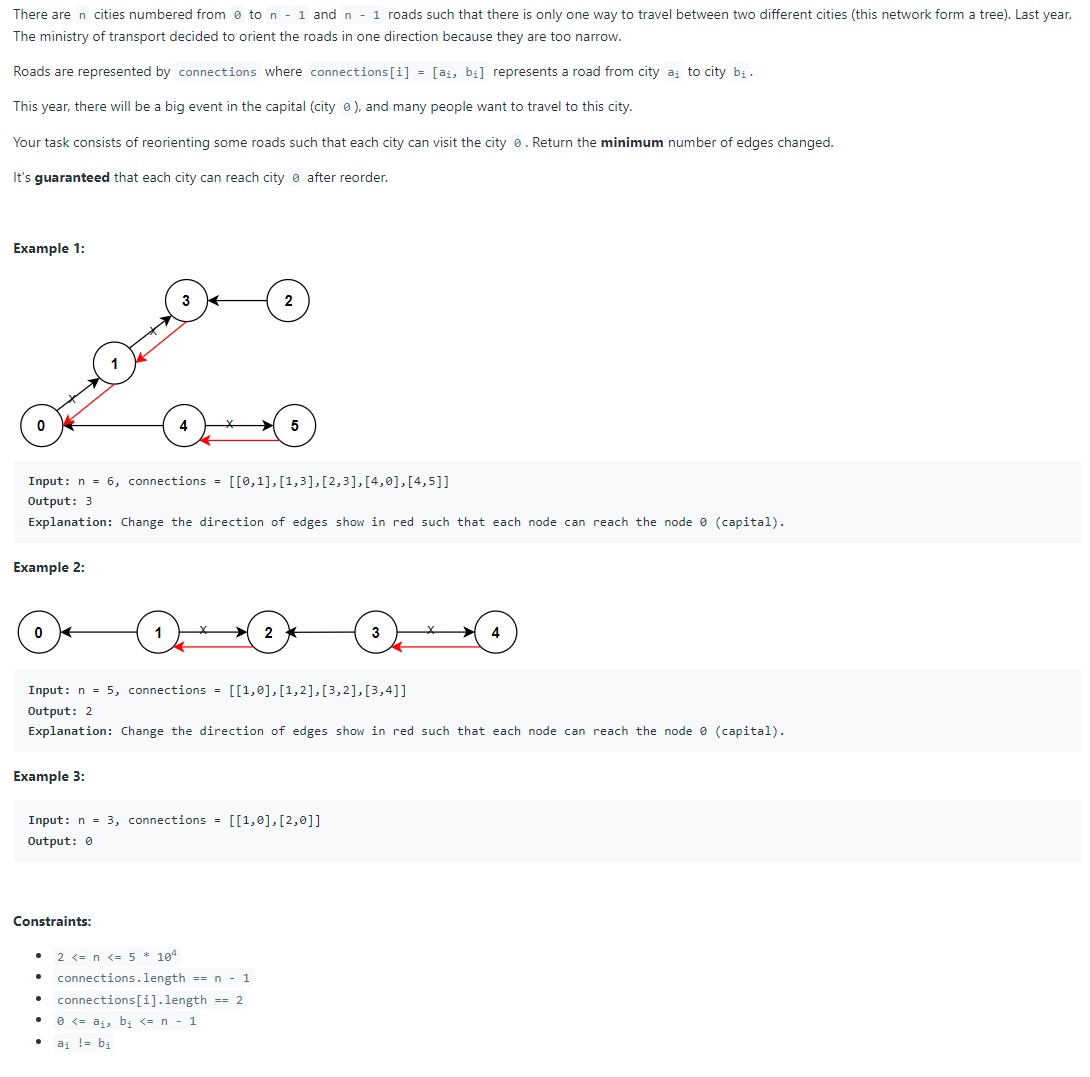 There are n cities numbered from 0 to n - 1 and n - 1 roads such that there is only one way to travel between two different cities (this network form a tree). Last year,
The ministry of transport decided to orient the roads in one direction because they are too narrow.
Roads are represented by connections where connections[i] = [aᵢ, bᵢ] represents a road from city aᵢ to city bᵢ.
This year, there will be a big event in the capital (city 0), and many people want to travel to this city.
Your task consists of reorienting some roads such that each city can visit the city 0. Return the minimum number of edges changed.
It's guaranteed that each city can reach city 0 after reorder.
Example 1:
3 2
x
1
x
0 4 x 5
Input: n = 6, connections = [[0,1],[1,3],[2,3],[4,0],[4,5]]
Output: 3
Explanation: Change the direction of edges show in red such that each node can reach the node 0 (capital).
Example 2:
0 1 x 2 3 x 4
Input: n = 5, connections = [[1,0],[1,2],[3,2],[3,4]]
Output: 2
Explanation: Change the direction of edges show in red such that each node can reach the node 0 (capital).
Example 3:
Input: n = 3, connections = [[1,0],[2,0]]
Output: 0
Constraints:
• 2 <= n <= 5 * 10⁴
• connections.length == n - 1
• connections[i].length == 2
• 0 <= aᵢ, bᵢ <= n - 1
• aᵢ != bᵢ